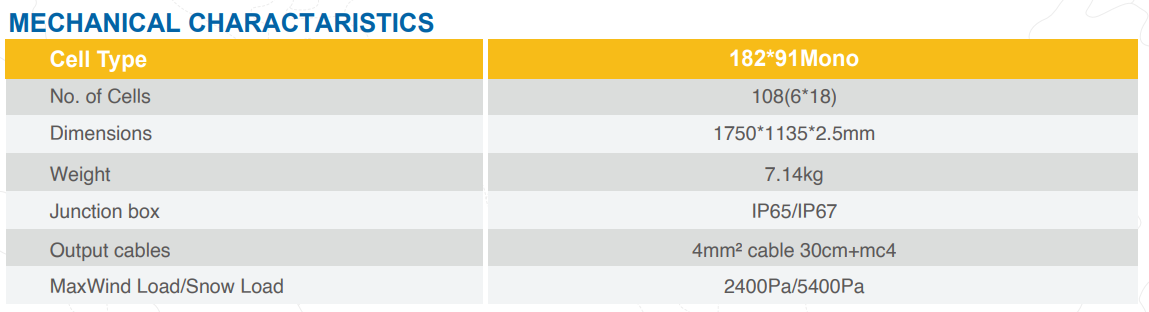 MECHANICAL CHARACTARISTICS
Cell Type 182*91Mono
No. of Cells 108(6*18)
Dimensions 1750*1135*2.5mm
Weight 7.14kg
Junction box IP65/IP67
Output cables 4mm² cable 30cm+mc4
MaxWind Load/Snow Load 2400Pa/5400Pa